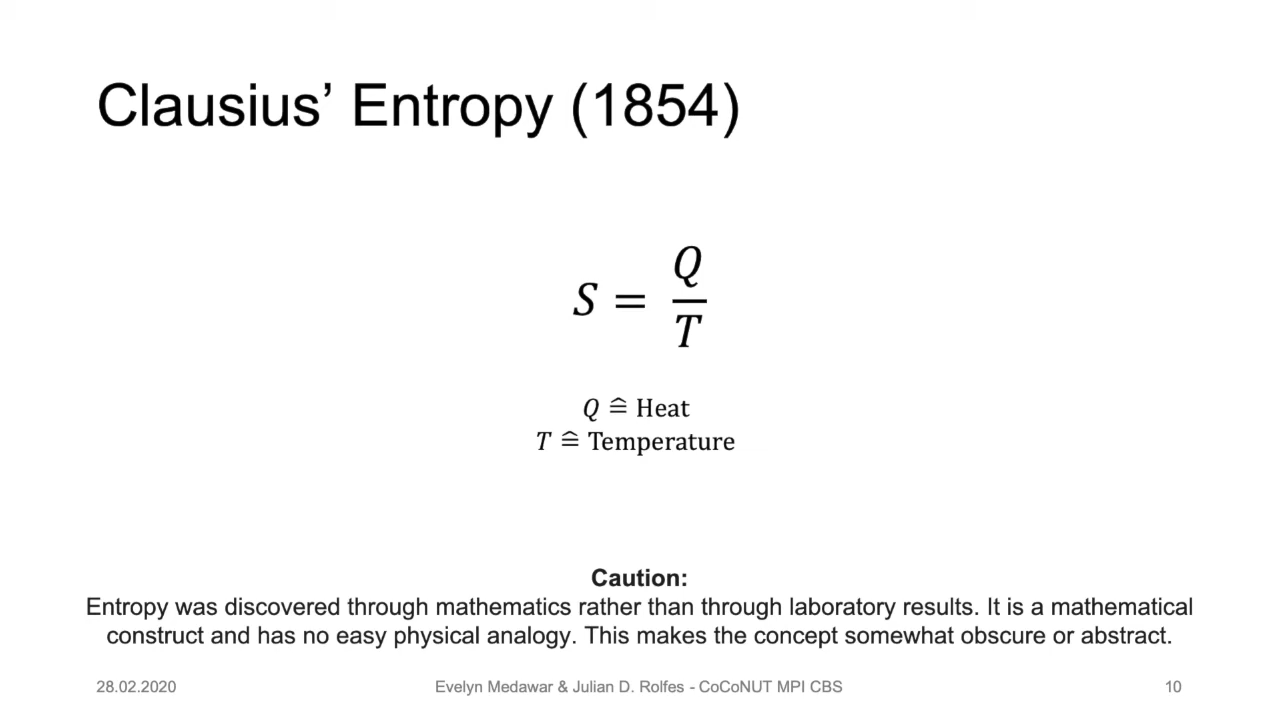 Clausius’ Entropy (1854)
S = Q/T
Q ≙ Heat
T ≙ Temperature
Caution:
Entropy was discovered through mathematics rather than through laboratory results. It is a mathematical
construct and has no easy physical analogy. This makes the concept somewhat obscure or abstract.
28.02.2020 Evelyn Medawar & Julian D. Rolfes - CoCoNUT MPI CBS 10